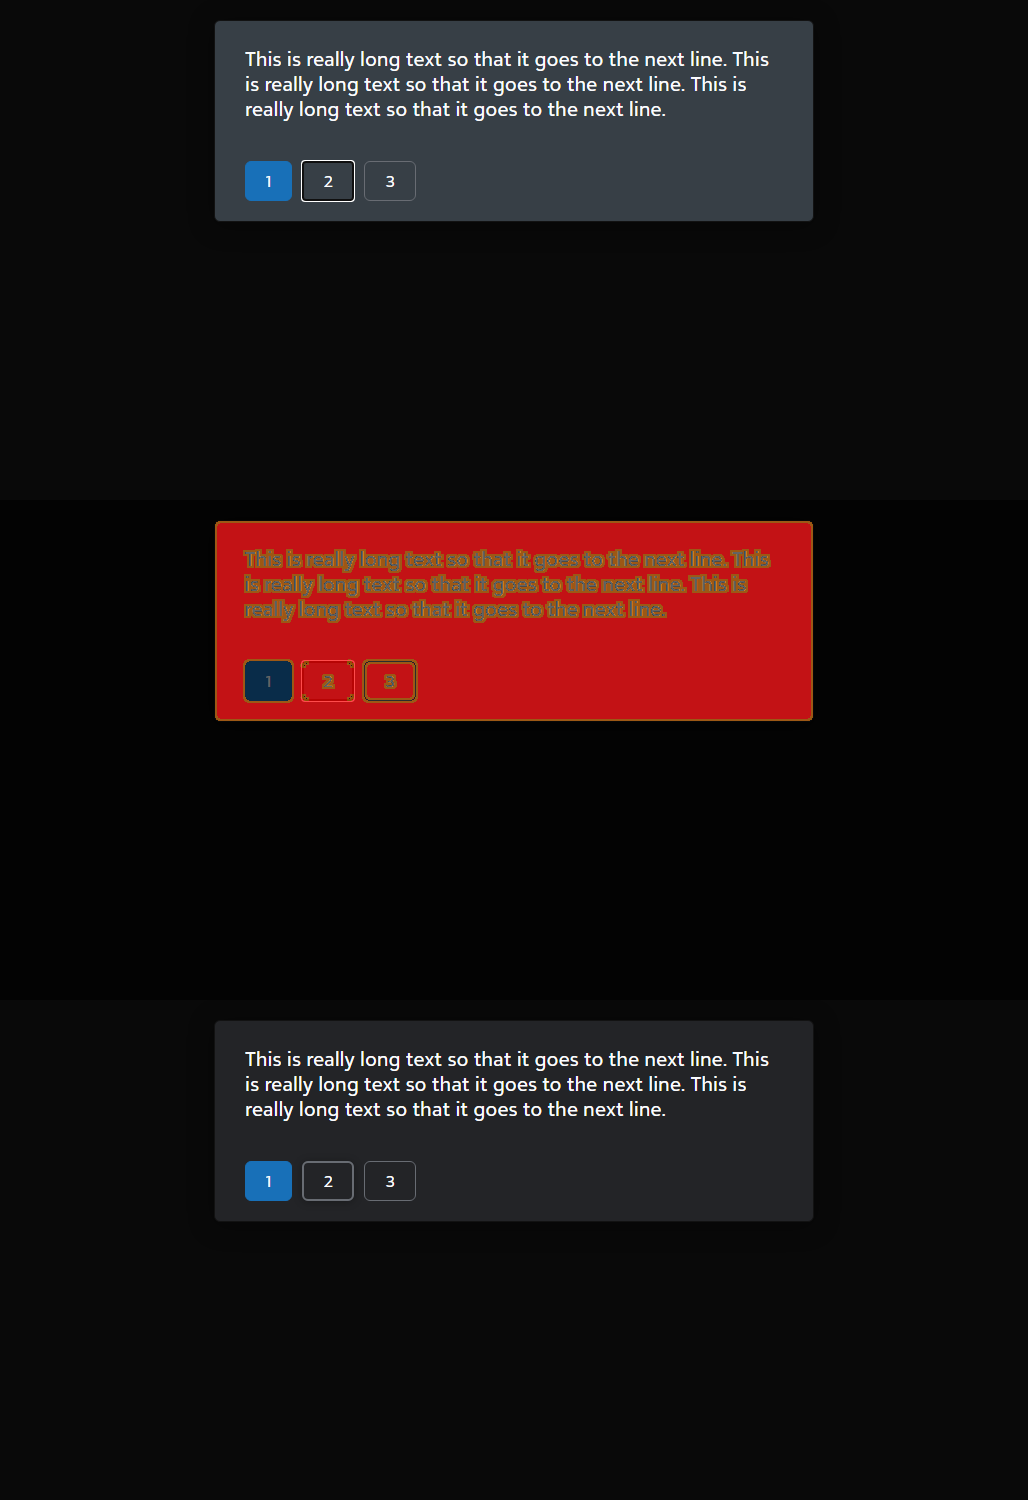 This is really long text so that it goes to the next line. This
is really long text so that it goes to the next line. This is
really long text so that it goes to the next line.
1 2 3
This is really long text so that it goes to the next line. This
is really long text so that it goes to the next line. This is
really long text so that it goes to the next line.
1 2 3
This is really long text so that it goes to the next line. This
is really long text so that it goes to the next line. This is
really long text so that it goes to the next line.
1 2 3